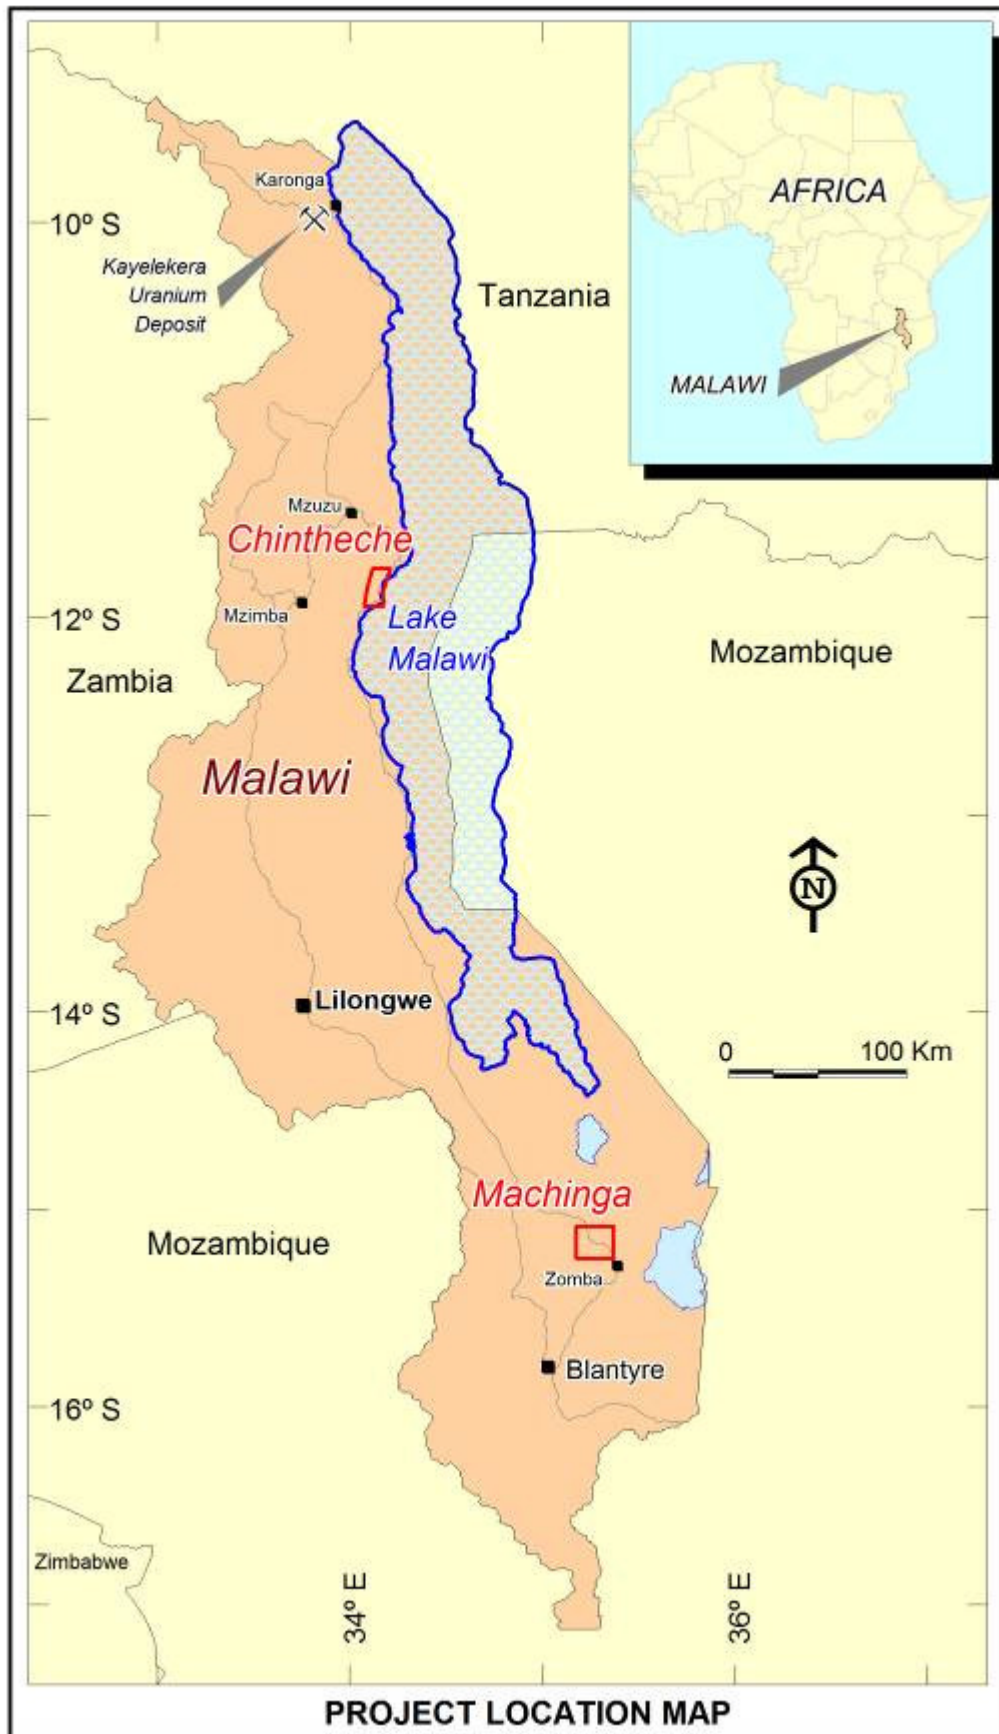 AFRICA
MALAWI
Karonga
10º S
Kayelekera
Uranium
Deposit
Tanzania
Mzuzu
Chintheche
Mzimba
12º S
Lake
Malawi
Mozambique
Zambia
Malawi
N
Lilongwe
14º S
0 100 Km
Machinga
Mozambique
Zomba
Blantyre
16º S
Zimbabwe
34º E
36º E
PROJECT LOCATION MAP